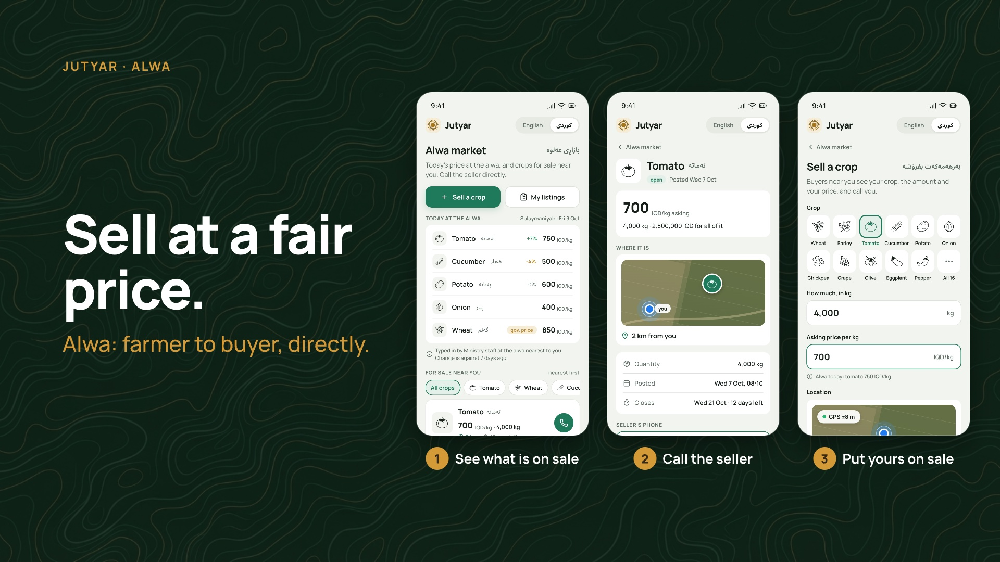 JUTYAR · ALWA
Sell at a fair
price.
Alwa: farmer to buyer, directly.
9:41
Jutyar
English
کوردی
Alwa market
بازاڕی عەلوە
Today's price at the alwa, and crops for sale near
you. Call the seller directly.
+ Sell a crop
My listings
TODAY AT THE ALWA
Sulaymaniyah · Fri 9 Oct
Tomato تەماتە +7% 750 IQD/kg
Cucumber خەیار -4% 500 IQD/kg
Potato پەتاتە 0% 600 IQD/kg
Onion پیاز 400 IQD/kg
Wheat گەنم gov. price 850 IQD/kg
Typed in by Ministry staff at the alwa nearest to you.
Change is against 7 days ago.
FOR SALE NEAR YOU
nearest first
All crops
Tomato
Wheat
Cucu
Tomato تەماتە
700 IQD/kg · 4,000 kg
1 See what is on sale
9:41
Jutyar
English
کوردی
Alwa market
Tomato تەماتە
open Posted Wed 7 Oct
700 IQD/kg asking
4,000 kg · 2,800,000 IQD for all of it
WHERE IT IS
you
2 km from you
Quantity 4,000 kg
Posted Wed 7 Oct, 08:10
Closes Wed 21 Oct · 12 days left
SELLER'S PHONE
2 Call the seller
9:41
Jutyar
English
کوردی
Alwa market
Sell a crop
بەرهەمەکەت بفرۆشە
Buyers near you see your crop, the amount and
your price, and call you.
Crop
Wheat Barley Tomato Cucumber Potato Onion
Chickpea Grape Olive Eggplant Pepper All 16
How much, in kg
4,000 kg
Asking price per kg
700 IQD/kg
Alwa today: tomato 750 IQD/kg
Location
GPS ±8 m
3 Put yours on sale